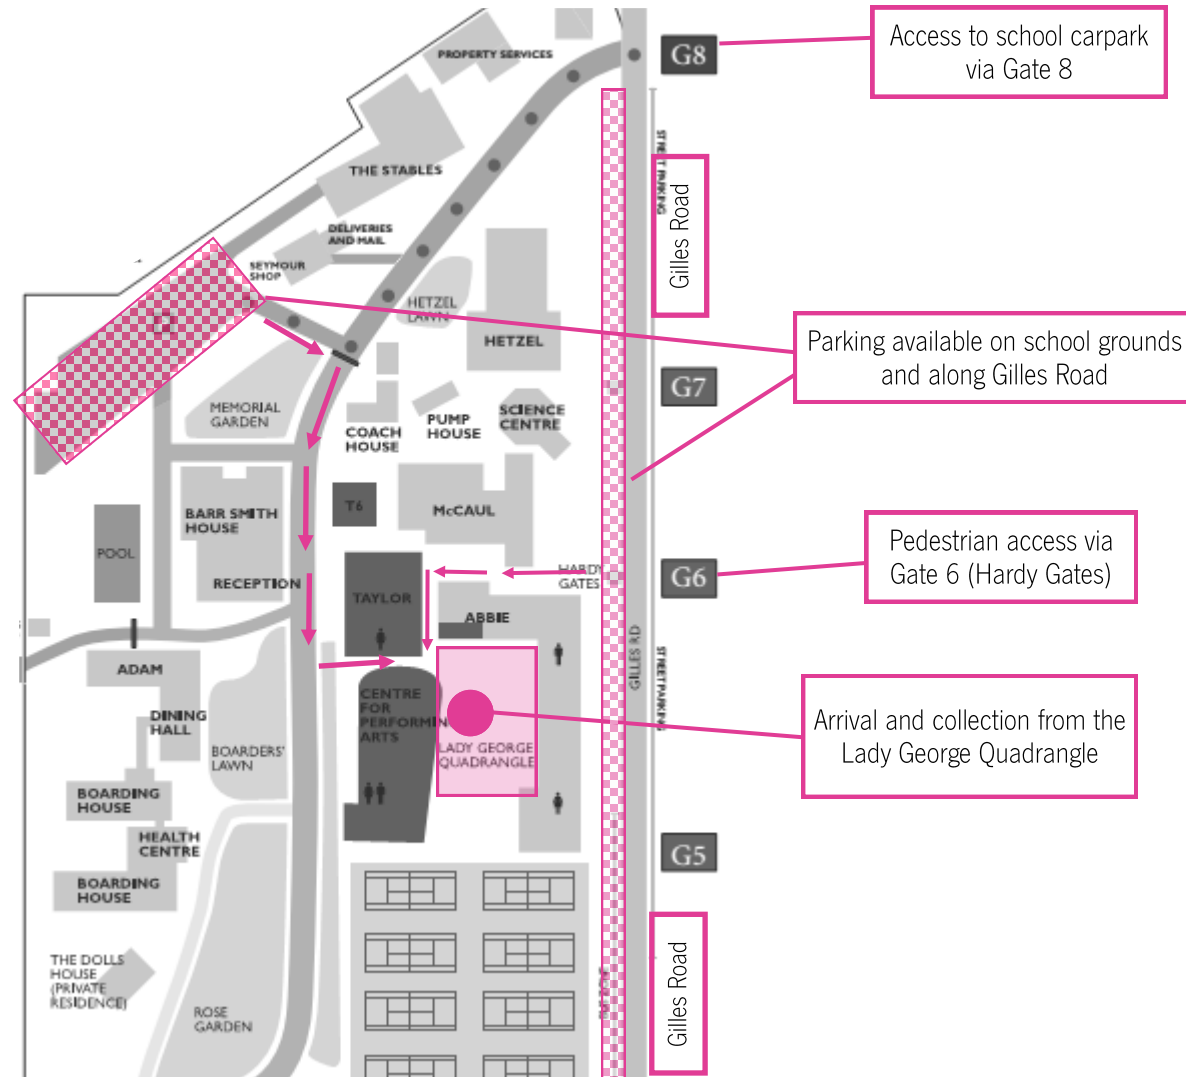 PROPERTY SERVICES
G8
Access to school carpark
via Gate 8
THE STABLES
STREET PARKING
Gilles Road
DELIVERIES
AND MAIL
SEYMOUR
SHOP
HETZEL
LAWN
HETZEL
Parking available on school grounds
and along Gilles Road
G7
MEMORIAL
GARDEN
COACH
HOUSE
PUMP
HOUSE
SCIENCE
CENTRE
BARR SMITH
HOUSE
T6
McCAUL
POOL
RECEPTION
TAYLOR
HARDY
GATES
ABBIE
G6
Pedestrian access via
Gate 6 (Hardy Gates)
GILLES RD
STREET PARKING
ADAM
DINING
HALL
BOARDERS'
LAWN
CENTRE
FOR
PERFORMIN
ARTS
LADY GEORGE
QUADRANGLE
Arrival and collection from the
Lady George Quadrangle
BOARDING
HOUSE
HEALTH
CENTRE
BOARDING
HOUSE
G5
Gilles Road
THE DOLLS
HOUSE
(PRIVATE
RESIDENCE)
ROSE
GARDEN